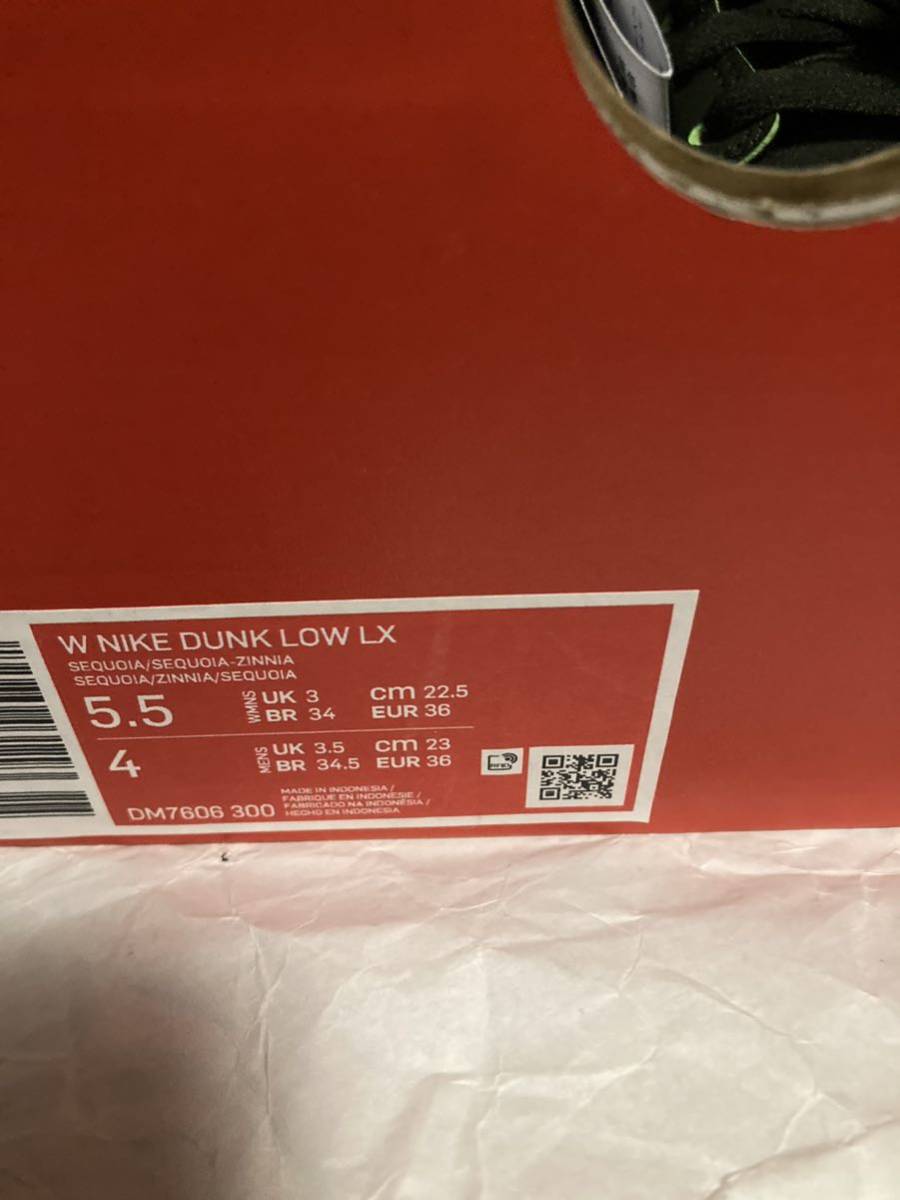 W NIKE DUNK LOW LX
SEQUOIA/SEQUOIA-ZINNIA
SEQUOIA/ZINNIA/SEQUOIA
5.5 WMNS UK 3 cm 22.5
BR 34 EUR 36
4 MENS UK 3.5 cm 23
BR 34.5 EUR 36
DM7606 300
MADE IN INDONESIA /
FABRIQUE EN INDONESIE /
FABRICADO NA INDONÉSIA /
HECHO EN INDONESIA